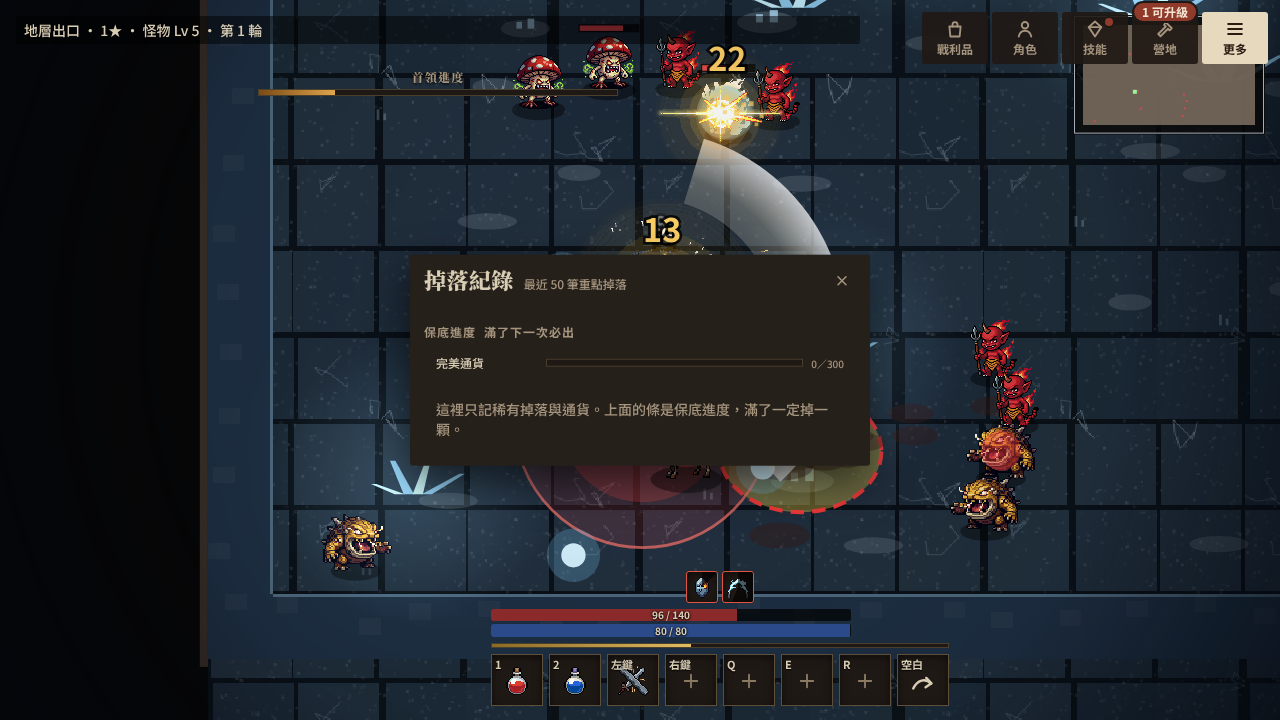 地層出口 · 1★ · 怪物 Lv 5 · 第 1 輪
1 可升級
戰利品
角色
技能
營地
更多
首領進度
22
13
掉落紀錄 最近 50 筆重點掉落
保底進度 滿了下一次必出
完美通貨
0／300
這裡只記稀有掉落與通貨。上面的條是保底進度，滿了一定掉一
顆。
96 / 140
80 / 80
1
2
左鍵
右鍵
Q
E
R
空白